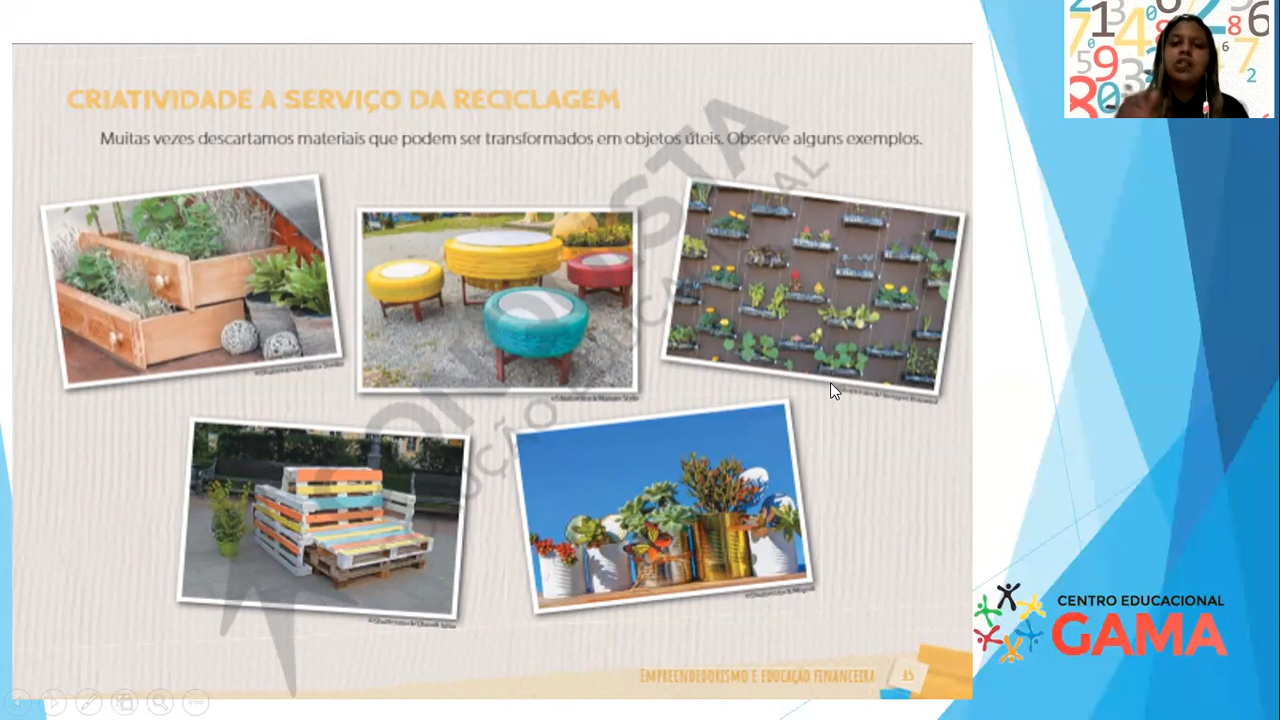 CRIATIVIDADE A SERVIÇO DA RECICLAGEM
Muitas vezes descartamos materiais que podem ser transformados em objetos úteis. Observe alguns exemplos.
EMPREENDEDORISMO E EDUCAÇÃO FINANCEIRA
85
CENTRO EDUCACIONAL
GAMA